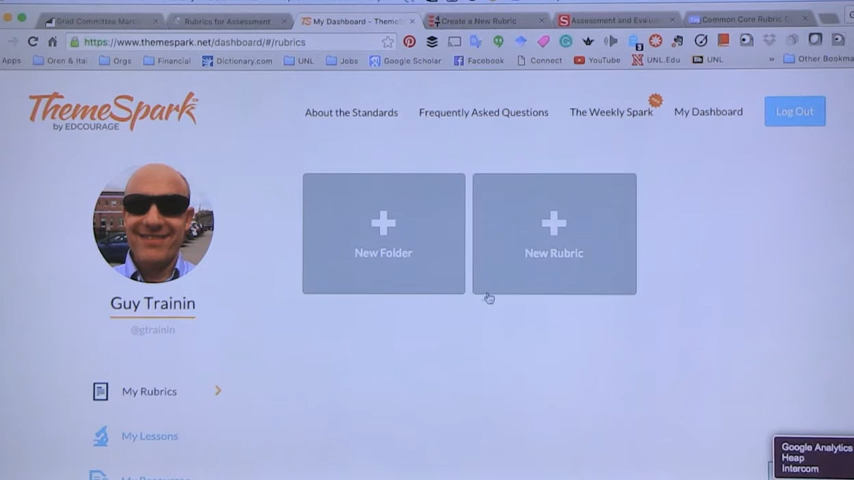 Grad Committee
Rubrics for Assessment
My Dashboard - Theme
Create a New Rubric
Assessment and Evalua
Common Core Rubric
https://www.themespark.net/dashboard/#/rubrics
Apps Oren & Itai Orgs Financial Dictionary.com UNL Jobs Google Scholar Facebook Connect YouTube UNL.Edu UNL » Other Bookma
ThemeSpark
by EDCOURAGE
About the Standards Frequently Asked Questions The Weekly Spark My Dashboard Log Out
New Folder New Rubric
Guy Trainin
@gtrainin
My Rubrics
My Lessons
Google Analytics
Heap
Intercom